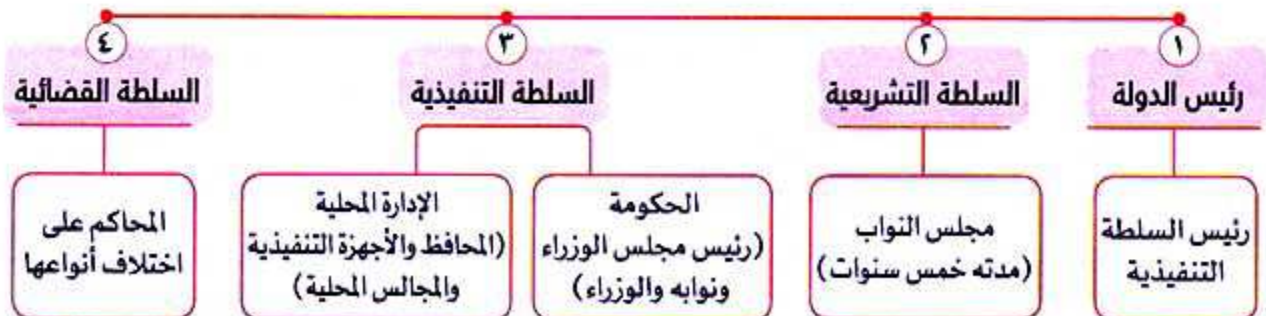 ١
رئيس الدولة
رئيس السلطة
التنفيذية
٢
السلطة التشريعية
مجلس النواب
(مدته خمس سنوات)
٣
السلطة التنفيذية
الحكومة
(رئيس مجلس الوزراء
ونوابه والوزراء)
الإدارة المحلية
(المحافظ والأجهزة التنفيذية
والمجالس المحلية)
٤
السلطة القضائية
المحاكم على
اختلاف أنواعها